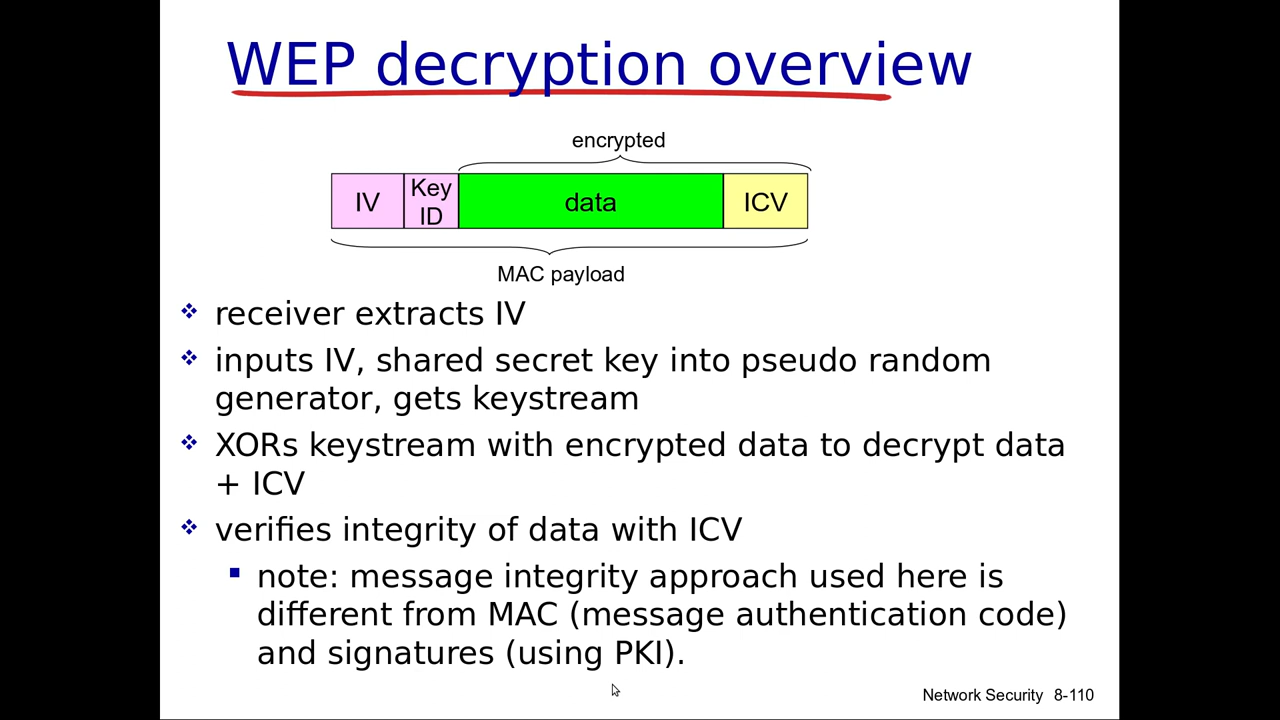 WEP decryption overview
encrypted
IV
Key
ID
data
ICV
MAC payload
receiver extracts IV
inputs IV, shared secret key into pseudo random
generator, gets keystream
XORs keystream with encrypted data to decrypt data
+ ICV
verifies integrity of data with ICV
note: message integrity approach used here is
different from MAC (message authentication code)
and signatures (using PKI).
Network Security 8-110